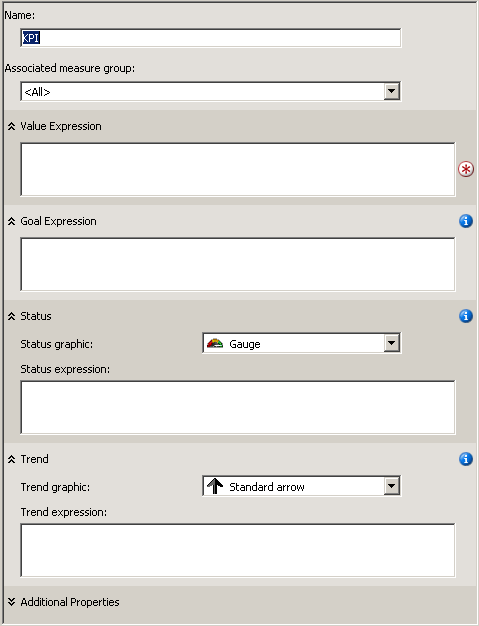 Name:
KPI
Associated measure group:
<All>
Value Expression
Goal Expression
Status
Status graphic:
Gauge
Status expression:
Trend
Trend graphic:
Standard arrow
Trend expression:
Additional Properties